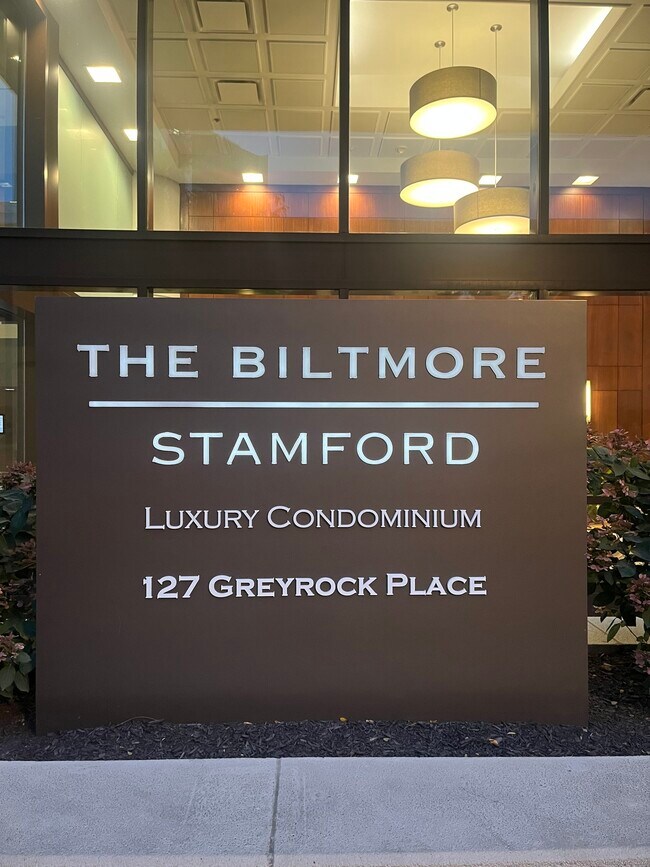 THE BILTMORE
STAMFORD
LUXURY CONDOMINIUM
127 GREYROCK PLACE